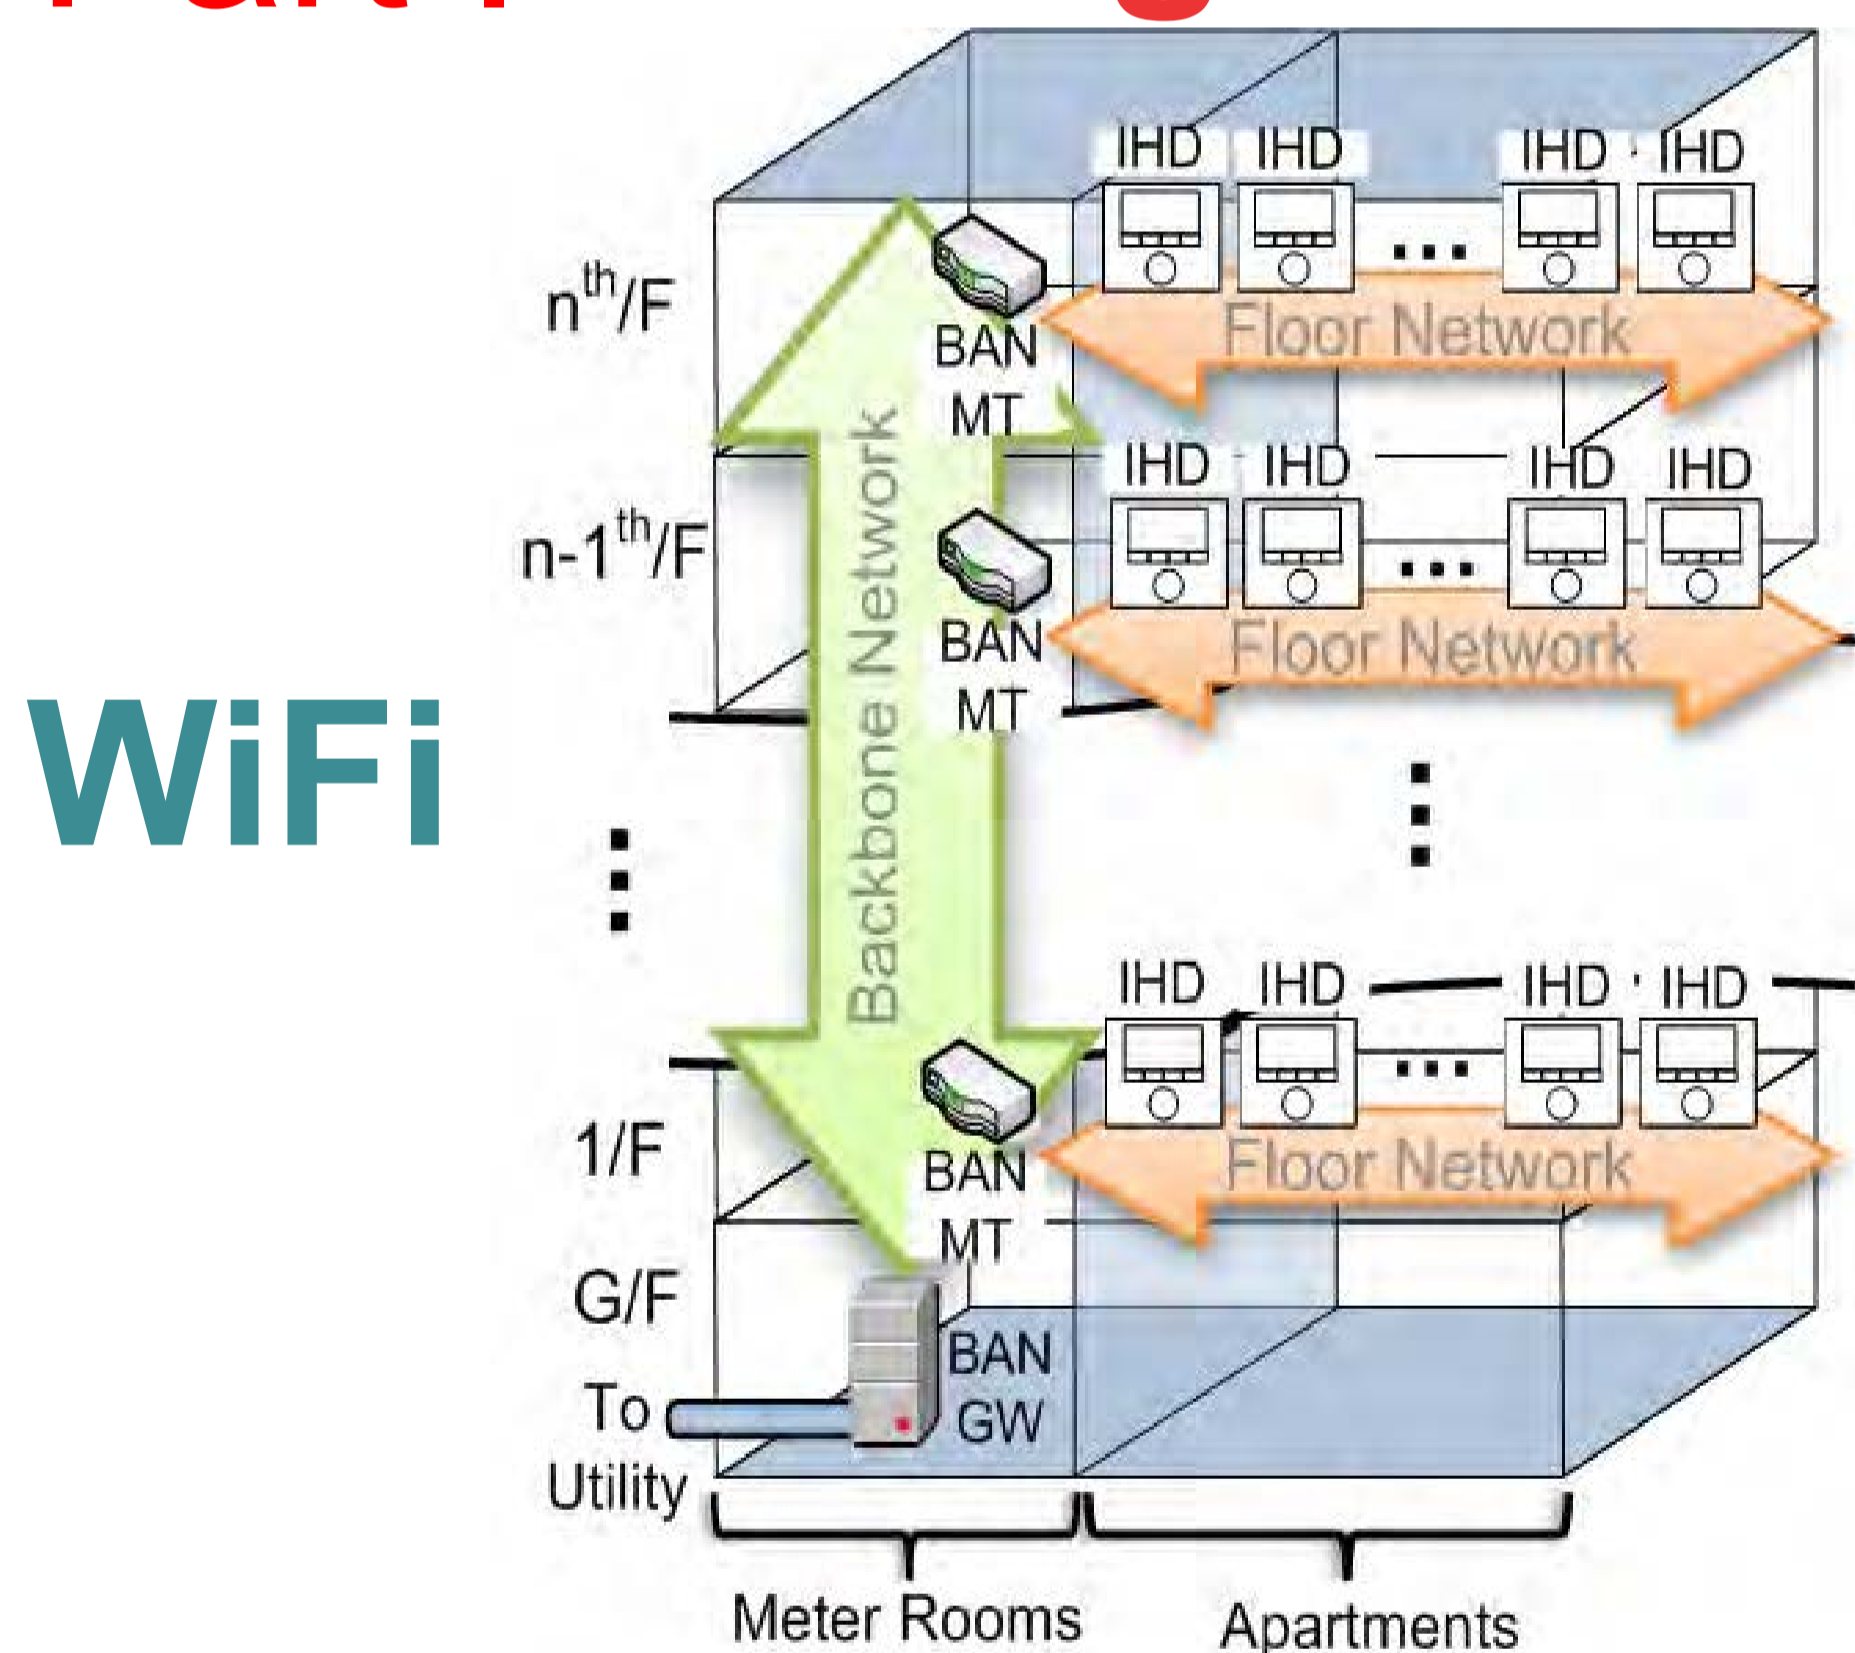 IHD IHD IHD IHD
nth/F
Floor Network
BAN
MT
IHD IHD IHD IHD
n-1th/F
Floor Network
BAN
MT
Backbone Network
WiFi
IHD IHD IHD IHD
1/F
Floor Network
BAN
MT
G/F
BAN
GW
To
Utility
Meter Rooms
Apartments